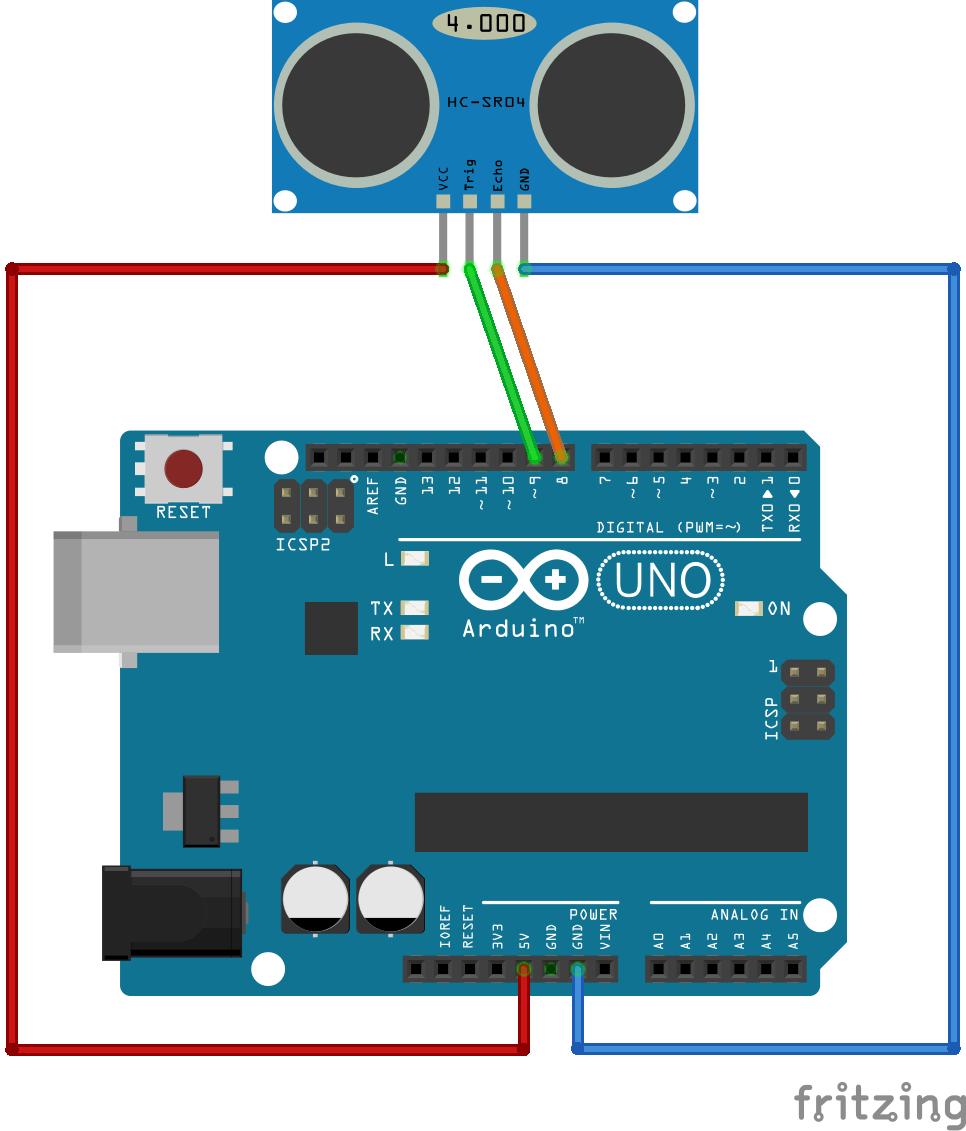 4.000
HC-SR04
VCC
Trig
Echo
GND
RESET
ICSP2
AREF
GND
13
12
~11
~10
~9
8
7
~6
~5
4
~3
2
TX0▶1
RX0◀0
DIGITAL (PWM=~)
L
TX
RX
Arduino™
UNO
ON
1
ICSP
POWER
ANALOG IN
IOREF
RESET
3V3
5V
GND
GND
VIN
A0
A1
A2
A3
A4
A5
fritzing